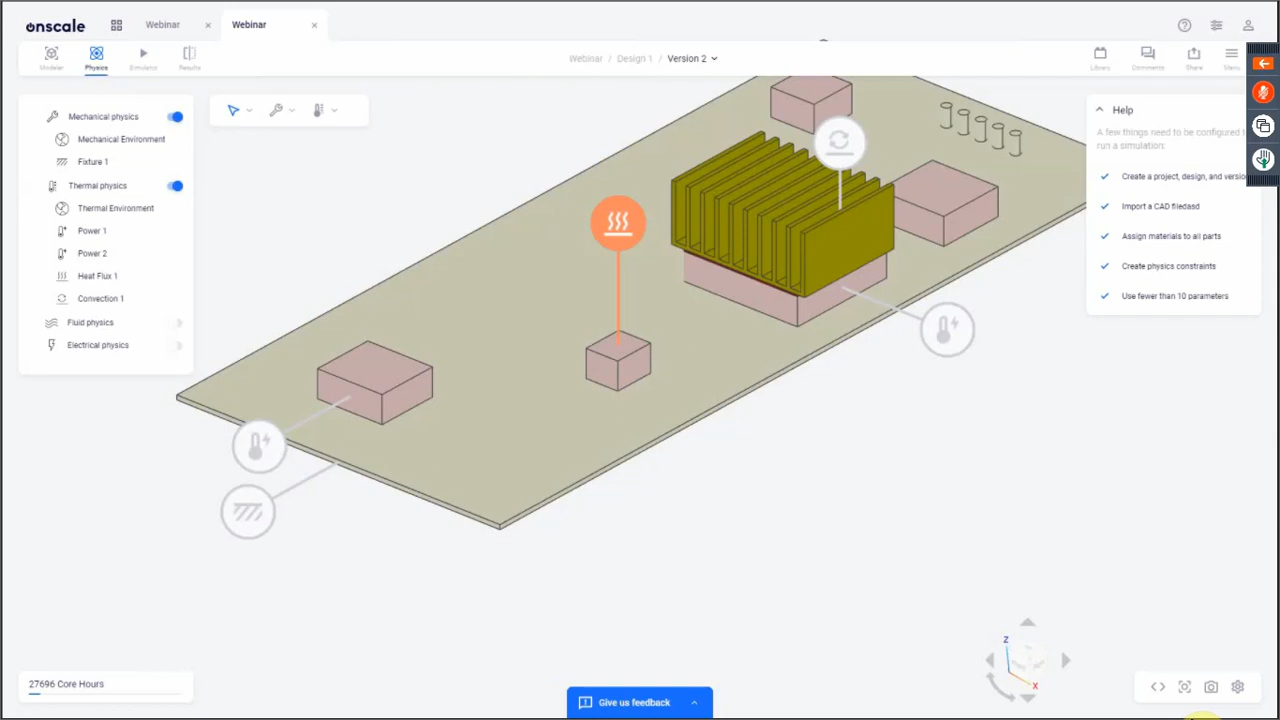 onscale
Webinar
Webinar
Modeler
Physics
Simulator
Results
Webinar / Design 1 / Version 2
Library
Comments
Share
Menu
Mechanical physics
Mechanical Environment
Fixture 1
Thermal physics
Thermal Environment
Power 1
Power 2
Heat Flux 1
Convection 1
Fluid physics
Electrical physics
Help
A few things need to be configured t
run a simulation:
Create a project, design, and versio
Import a CAD filedasd
Assign materials to all parts
Create physics constraints
Use fewer than 10 parameters
Z
X
27696 Core Hours
Give us feedback